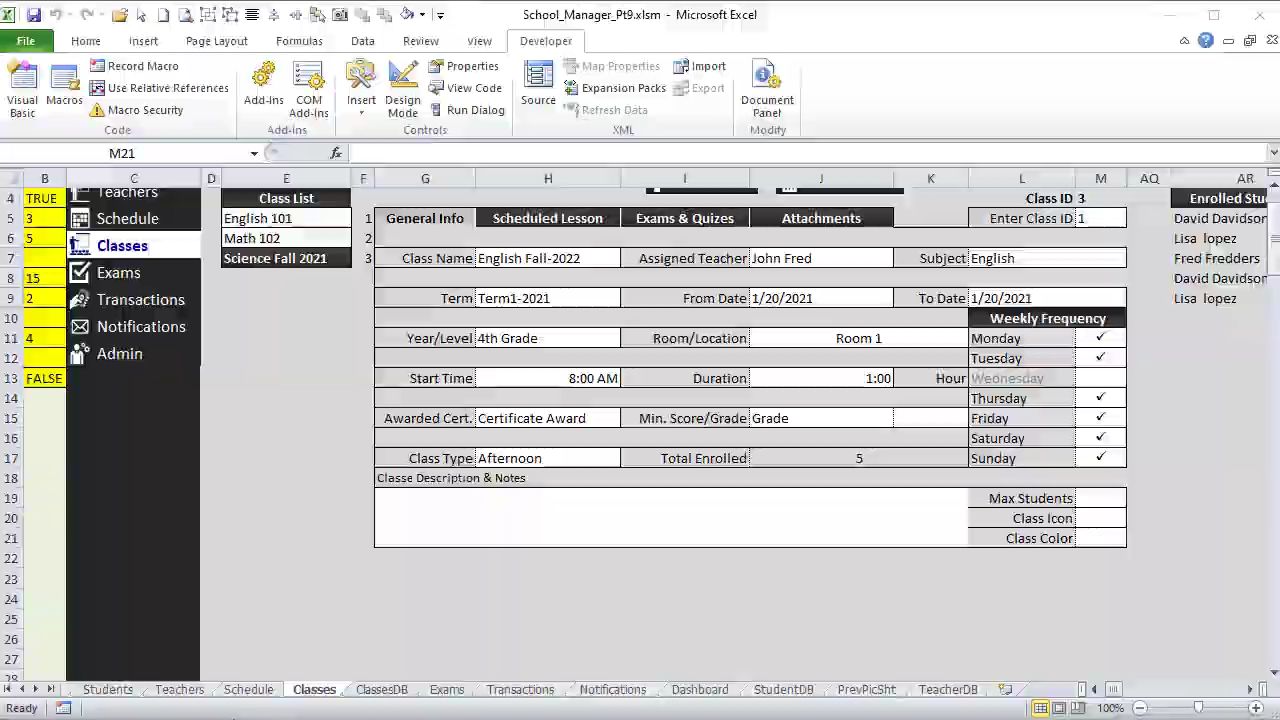 School_Manager_Pt9.xlsm - Microsoft Excel
File Home Insert Page Layout Formulas Data Review View Developer
Visual Basic
Macros
Record Macro
Use Relative References
Macro Security
Code
Add-Ins
COM Add-Ins
Add-Ins
Insert
Design Mode
Properties
View Code
Run Dialog
Controls
Source
Map Properties
Expansion Packs
Refresh Data
Import
Export
XML
Document Panel
Modify
M21 fx
B C D E F G H I J K L M AQ AR
4 TRUE Teachers Class List Class ID 3 Enrolled Stu
5 3 Schedule English 101 1 General Info Scheduled Lesson Exams & Quizes Attachments Enter Class ID 1 David Davidson
6 5 Classes Math 102 2 Lisa lopez
7 Science Fall 2021 3 Class Name English Fall-2022 Assigned Teacher John Fred Subject English Fred Fredders
8 15 Exams David Davidson
9 2 Transactions Term Term1-2021 From Date 1/20/2021 To Date 1/20/2021 Lisa lopez
10 Notifications Weekly Frequency
11 4 Year/Level 4th Grade Room/Location Room 1 Monday ✓
12 Admin Tuesday ✓
13 FALSE Start Time 8:00 AM Duration 1:00 Hour Wednesday
14 Thursday ✓
15 Awarded Cert. Certificate Award Min. Score/Grade Grade Friday ✓
16 Saturday ✓
17 Class Type Afternoon Total Enrolled 5 Sunday ✓
18 Classe Description & Notes
19 Max Students
20 Class Icon
21 Class Color
22
23
24
25
26
27
28
Students Teachers Schedule Classes ClassesDB Exams Transactions Notifications Dashboard StudentDB PrevPicSht TeacherDB
Ready 100%